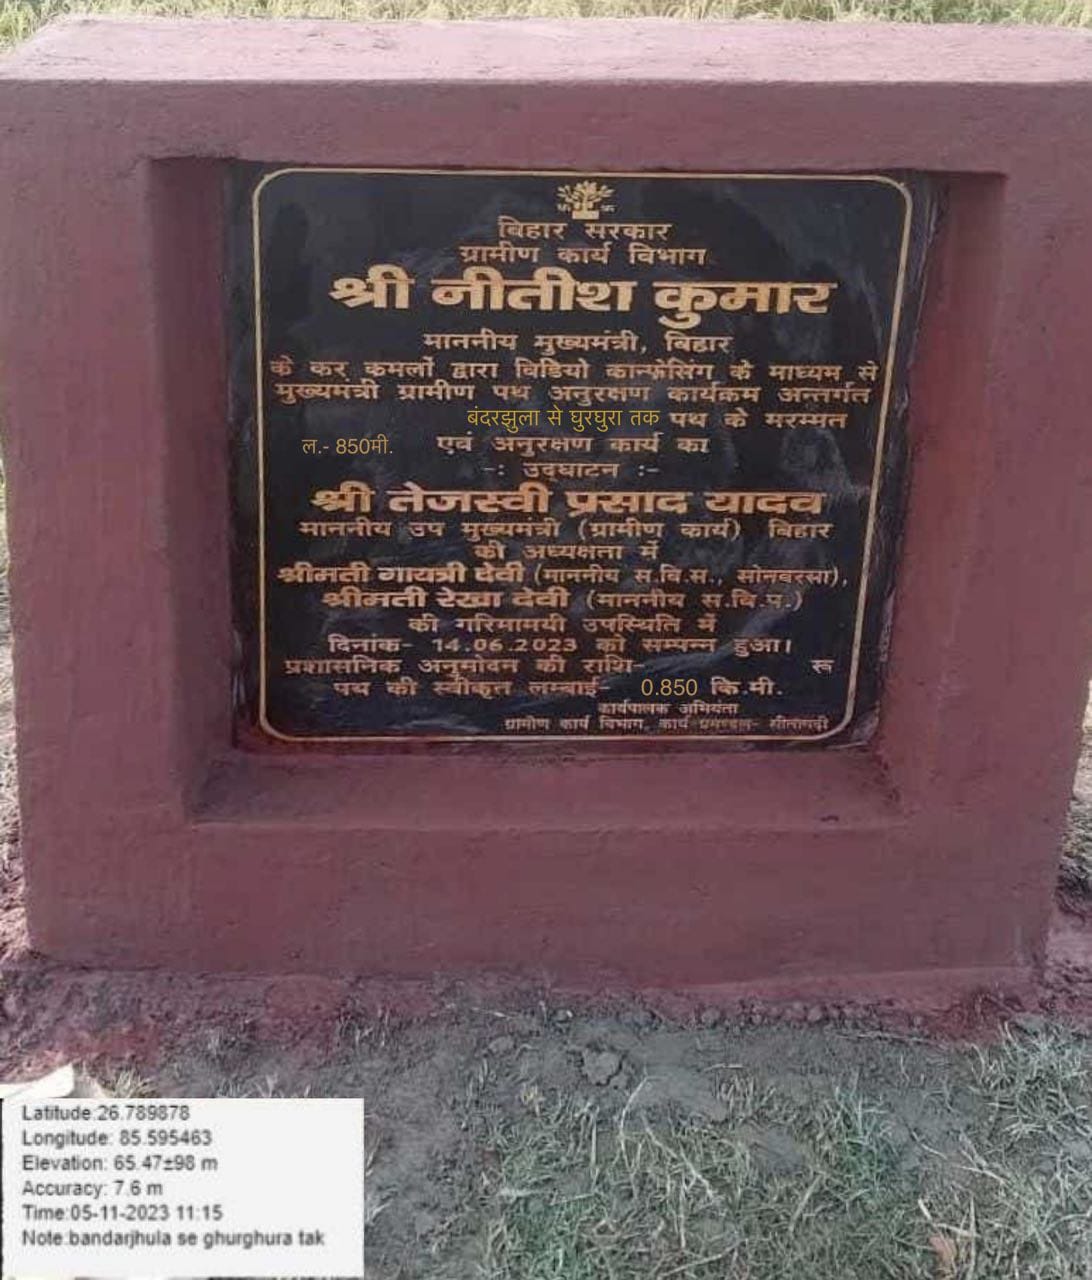 बिहार सरकार
ग्रामीण कार्य विभाग
श्री नीतीश कुमार
माननीय मुख्यमंत्री, बिहार
के कर कमलों द्वारा विडियो कान्फ्रेसिंग के माध्यम से
मुख्यमंत्री ग्रामीण पथ अनुरक्षण कार्यक्रम अन्तर्गत
बंदरझुला से घुरघुरा तक पथ के मरम्मत
ल.- 850मी. एवं अनुरक्षण कार्य का
-: उद्घाटन :-
श्री तेजस्वी प्रसाद यादव
माननीय उप मुख्यमंत्री (ग्रामीण कार्य) बिहार
की अध्यक्षता में
श्रीमती गायत्री देवी (माननीय स.वि.स., सोनबरसा),
श्रीमती रेखा देवी (माननीय स.वि.प.)
की गरिमामयी उपस्थिति में
दिनांक- 14.06.2023 को सम्पन्न हुआ।
प्रशासनिक अनुमोदन की राशि- रू
पथ की स्वीकृत लम्बाई- 0.850 कि.मी.
कार्यपालक अभियंता
ग्रामीण कार्य विभाग, कार्य प्रमण्डल- सीतामढ़ी
Latitude:26.789878
Longitude: 85.595463
Elevation: 65.47±98 m
Accuracy: 7.6 m
Time:05-11-2023 11:15
Note:bandarjhula se ghurghura tak